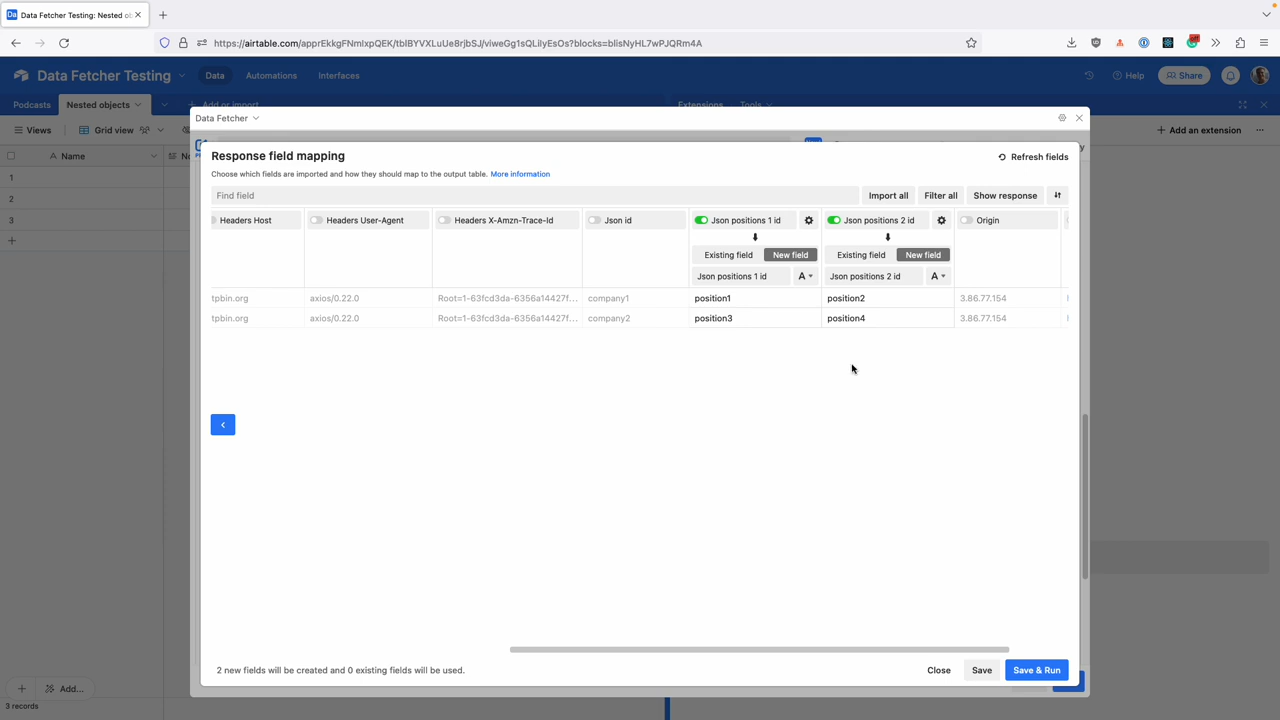 Data Fetcher Testing: Nested ob
https://airtable.com/apprEkkgFNmlxpQEK/tblBYVXLuUe8rjbSJ/viweGg1sQLilyEsOs?blocks=blisNyHL7wPJQRm4A
Data Fetcher Testing
Data
Automations
Interfaces
Help
Share
Podcasts
Nested objects
Add or import
Extensions
Tools
Views
Grid view
Add an extension
Name
No
1
2
3
Add...
3 records
Data Fetcher
Response field mapping
Refresh fields
Choose which fields are imported and how they should map to the output table. More information
Find field
Import all
Filter all
Show response
Headers Host
Headers User-Agent
Headers X-Amzn-Trace-Id
Json id
Json positions 1 id
Json positions 2 id
Origin
Existing field
New field
Existing field
New field
Json positions 1 id
A
Json positions 2 id
A
tpbin.org axios/0.22.0 Root=1-63fcd3da-6356a14427f... company1 position1 position2 3.86.77.154
tpbin.org axios/0.22.0 Root=1-63fcd3da-6356a14427f... company2 position3 position4 3.86.77.154
2 new fields will be created and 0 existing fields will be used.
Close
Save
Save & Run